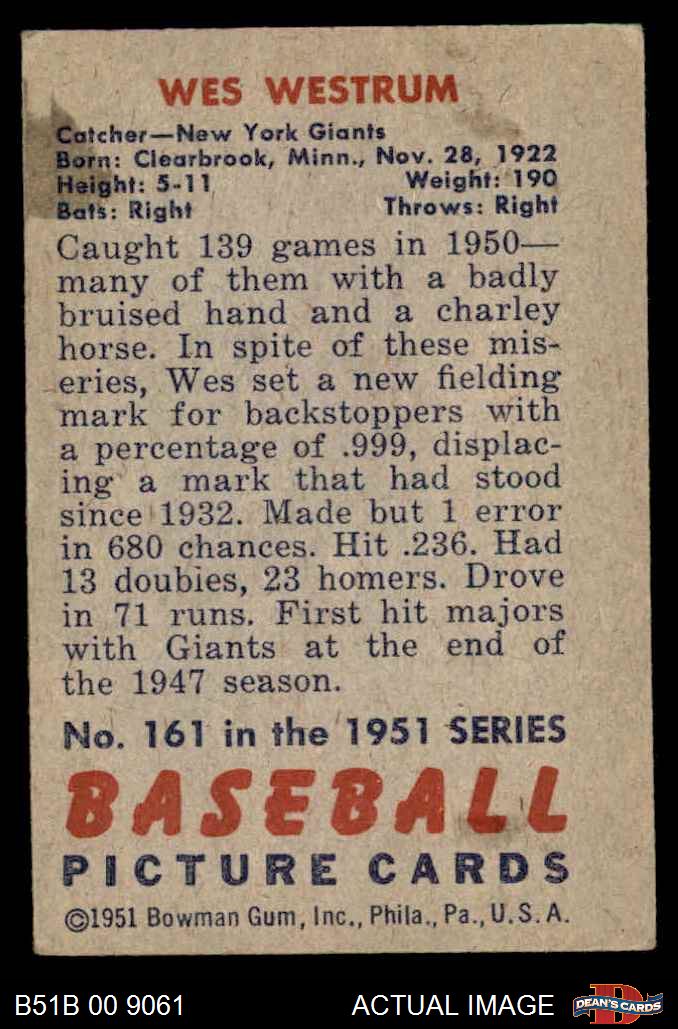 WES WESTRUM
Catcher—New York Giants
Born: Clearbrook, Minn., Nov. 28, 1922
Height: 5-11 Weight: 190
Bats: Right Throws: Right
Caught 139 games in 1950—
many of them with a badly
bruised hand and a charley
horse. In spite of these mis-
eries, Wes set a new fielding
mark for backstoppers with
a percentage of .999, displac-
ing a mark that had stood
since 1932. Made but 1 error
in 680 chances. Hit .236. Had
13 doubles, 23 homers. Drove
in 71 runs. First hit majors
with Giants at the end of
the 1947 season.
No. 161 in the 1951 SERIES
BASEBALL
PICTURE CARDS
©1951 Bowman Gum, Inc., Phila., Pa., U.S.A.
B51B 00 9061 ACTUAL IMAGE
D
DEAN'S CARDS